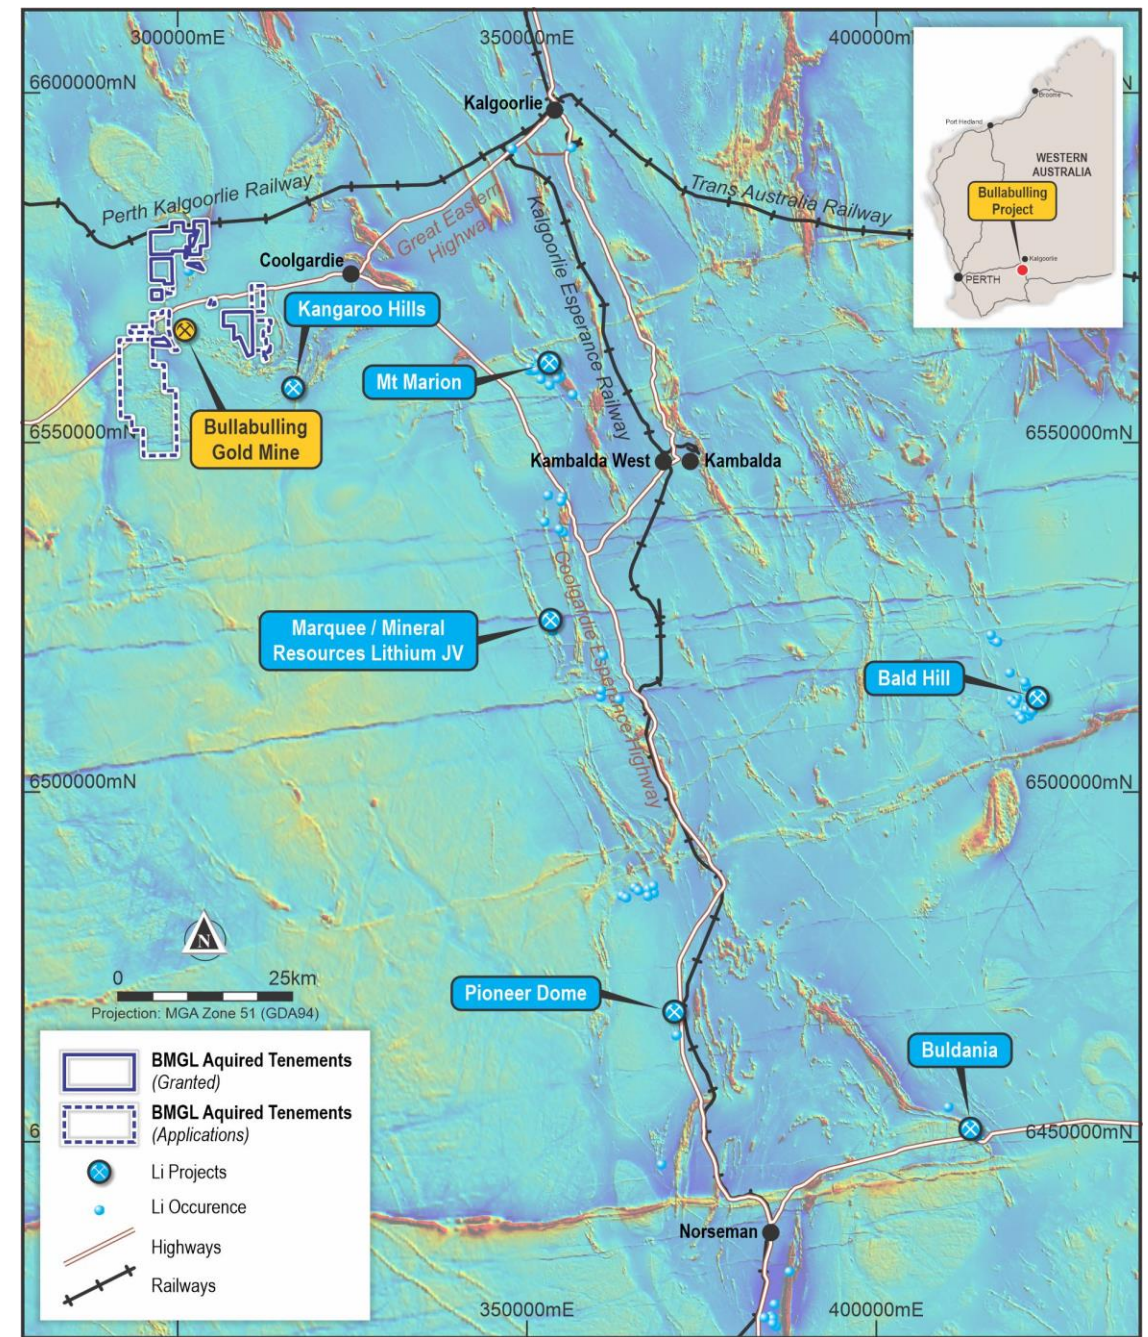 300000mE
350000mE
400000m
6600000mN
Kalgoorlie
Perth Kalgoorlie Railway
Great Eastern
Highway
Kalgoorlie Esperance Railway
Trans Australia Railway
Broome
Port Hedland
WESTERN
AUSTRALIA
Bullabulling
Project
Kalgoorlie
PERTH
Coolgardie
Kangaroo Hills
Mt Marion
Bullabulling
Gold Mine
6550000mN
6550000mN
Kambalda West
Kambalda
Coolgardie Esperance Highway
Marquee / Mineral
Resources Lithium JV
Bald Hill
6500000mN
6500000mN
N
0 25km
Projection: MGA Zone 51 (GDA94)
Pioneer Dome
Buldania
6450000mN
6
BMGL Aquired Tenements
(Granted)
BMGL Aquired Tenements
(Applications)
Li Projects
Li Occurence
Highways
Railways
Norseman
350000mE
400000mE